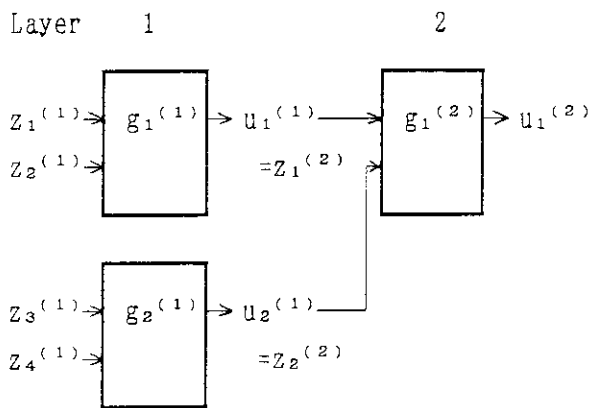 Layer 1 2
z₁⁽¹⁾ g₁⁽¹⁾ u₁⁽¹⁾ g₁⁽²⁾ u₁⁽²⁾
z₂⁽¹⁾ =z₁⁽²⁾
z₃⁽¹⁾ g₂⁽¹⁾ u₂⁽¹⁾
z₄⁽¹⁾ =z₂⁽²⁾